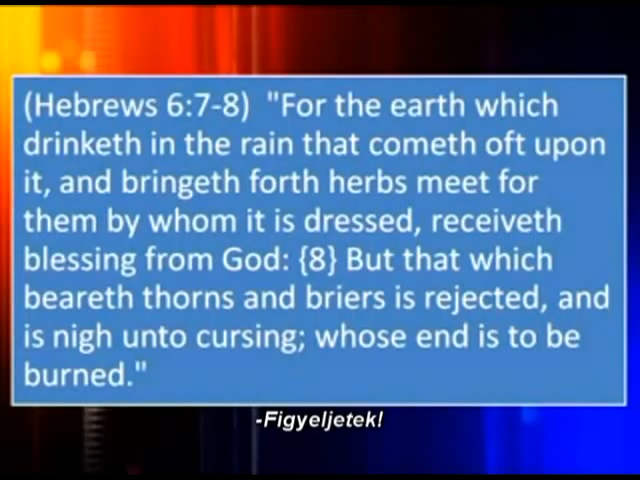 (Hebrews 6:7-8)  "For the earth which
drinketh in the rain that cometh oft upon
it, and bringeth forth herbs meet for
them by whom it is dressed, receiveth
blessing from God: {8} But that which
beareth thorns and briers is rejected, and
is nigh unto cursing; whose end is to be
burned."
-Figyeljetek!